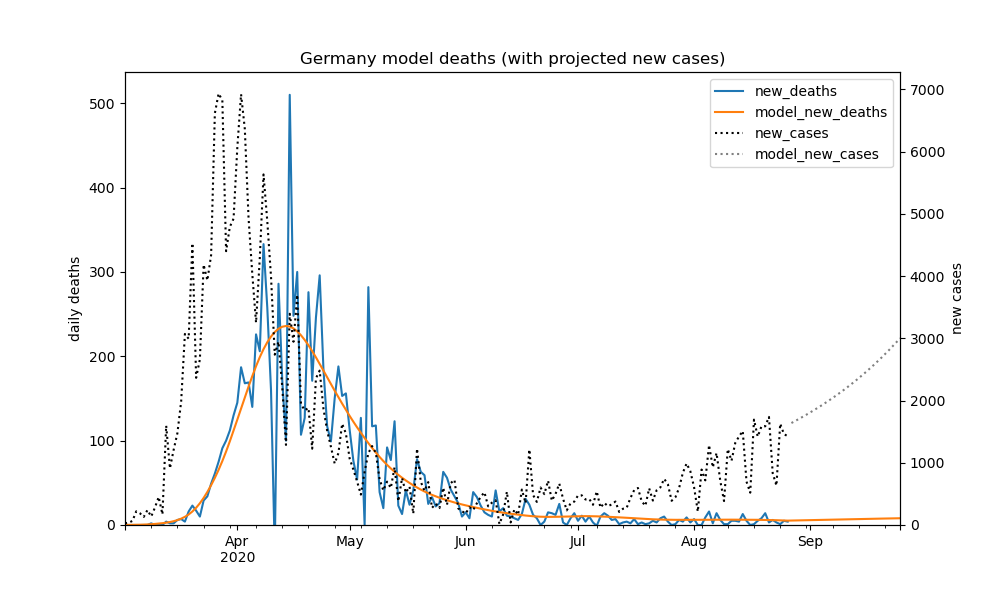 Germany model deaths (with projected new cases)
new_deaths
model_new_deaths
new_cases
model_new_cases
daily deaths
500
400
300
200
100
0
new cases
7000
6000
5000
4000
3000
2000
1000
0
Apr
2020
May
Jun
Jul
Aug
Sep